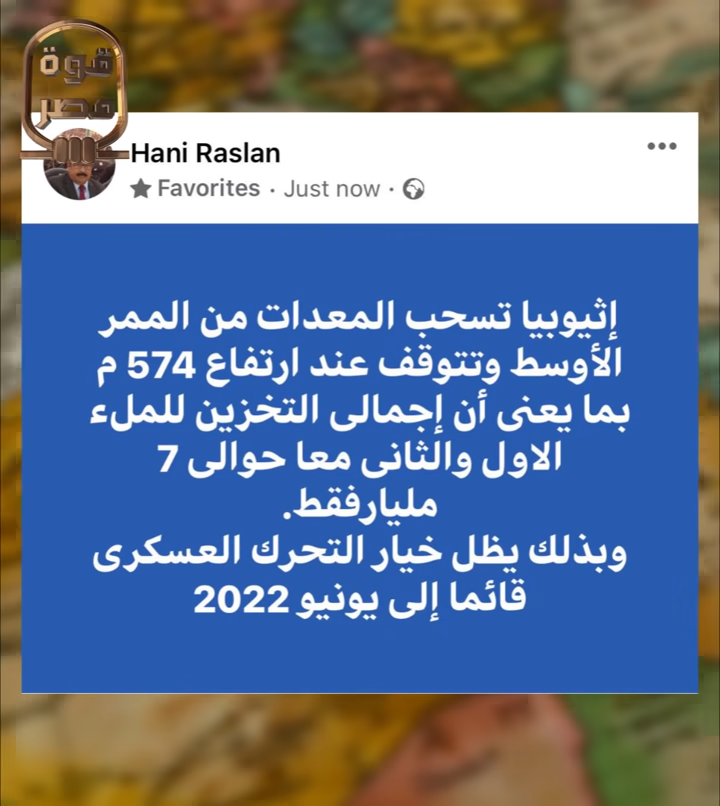 قوة
مصر
Hani Raslan
Favorites · Just now ·
إثيوبيا تسحب المعدات من الممر
الأوسط وتتوقف عند ارتفاع 574 م
بما يعنى أن إجمالى التخزين للملء
الاول والثانى معا حوالى 7
مليارفقط.
وبذلك يظل خيار التحرك العسكرى
قائما إلى يونيو 2022